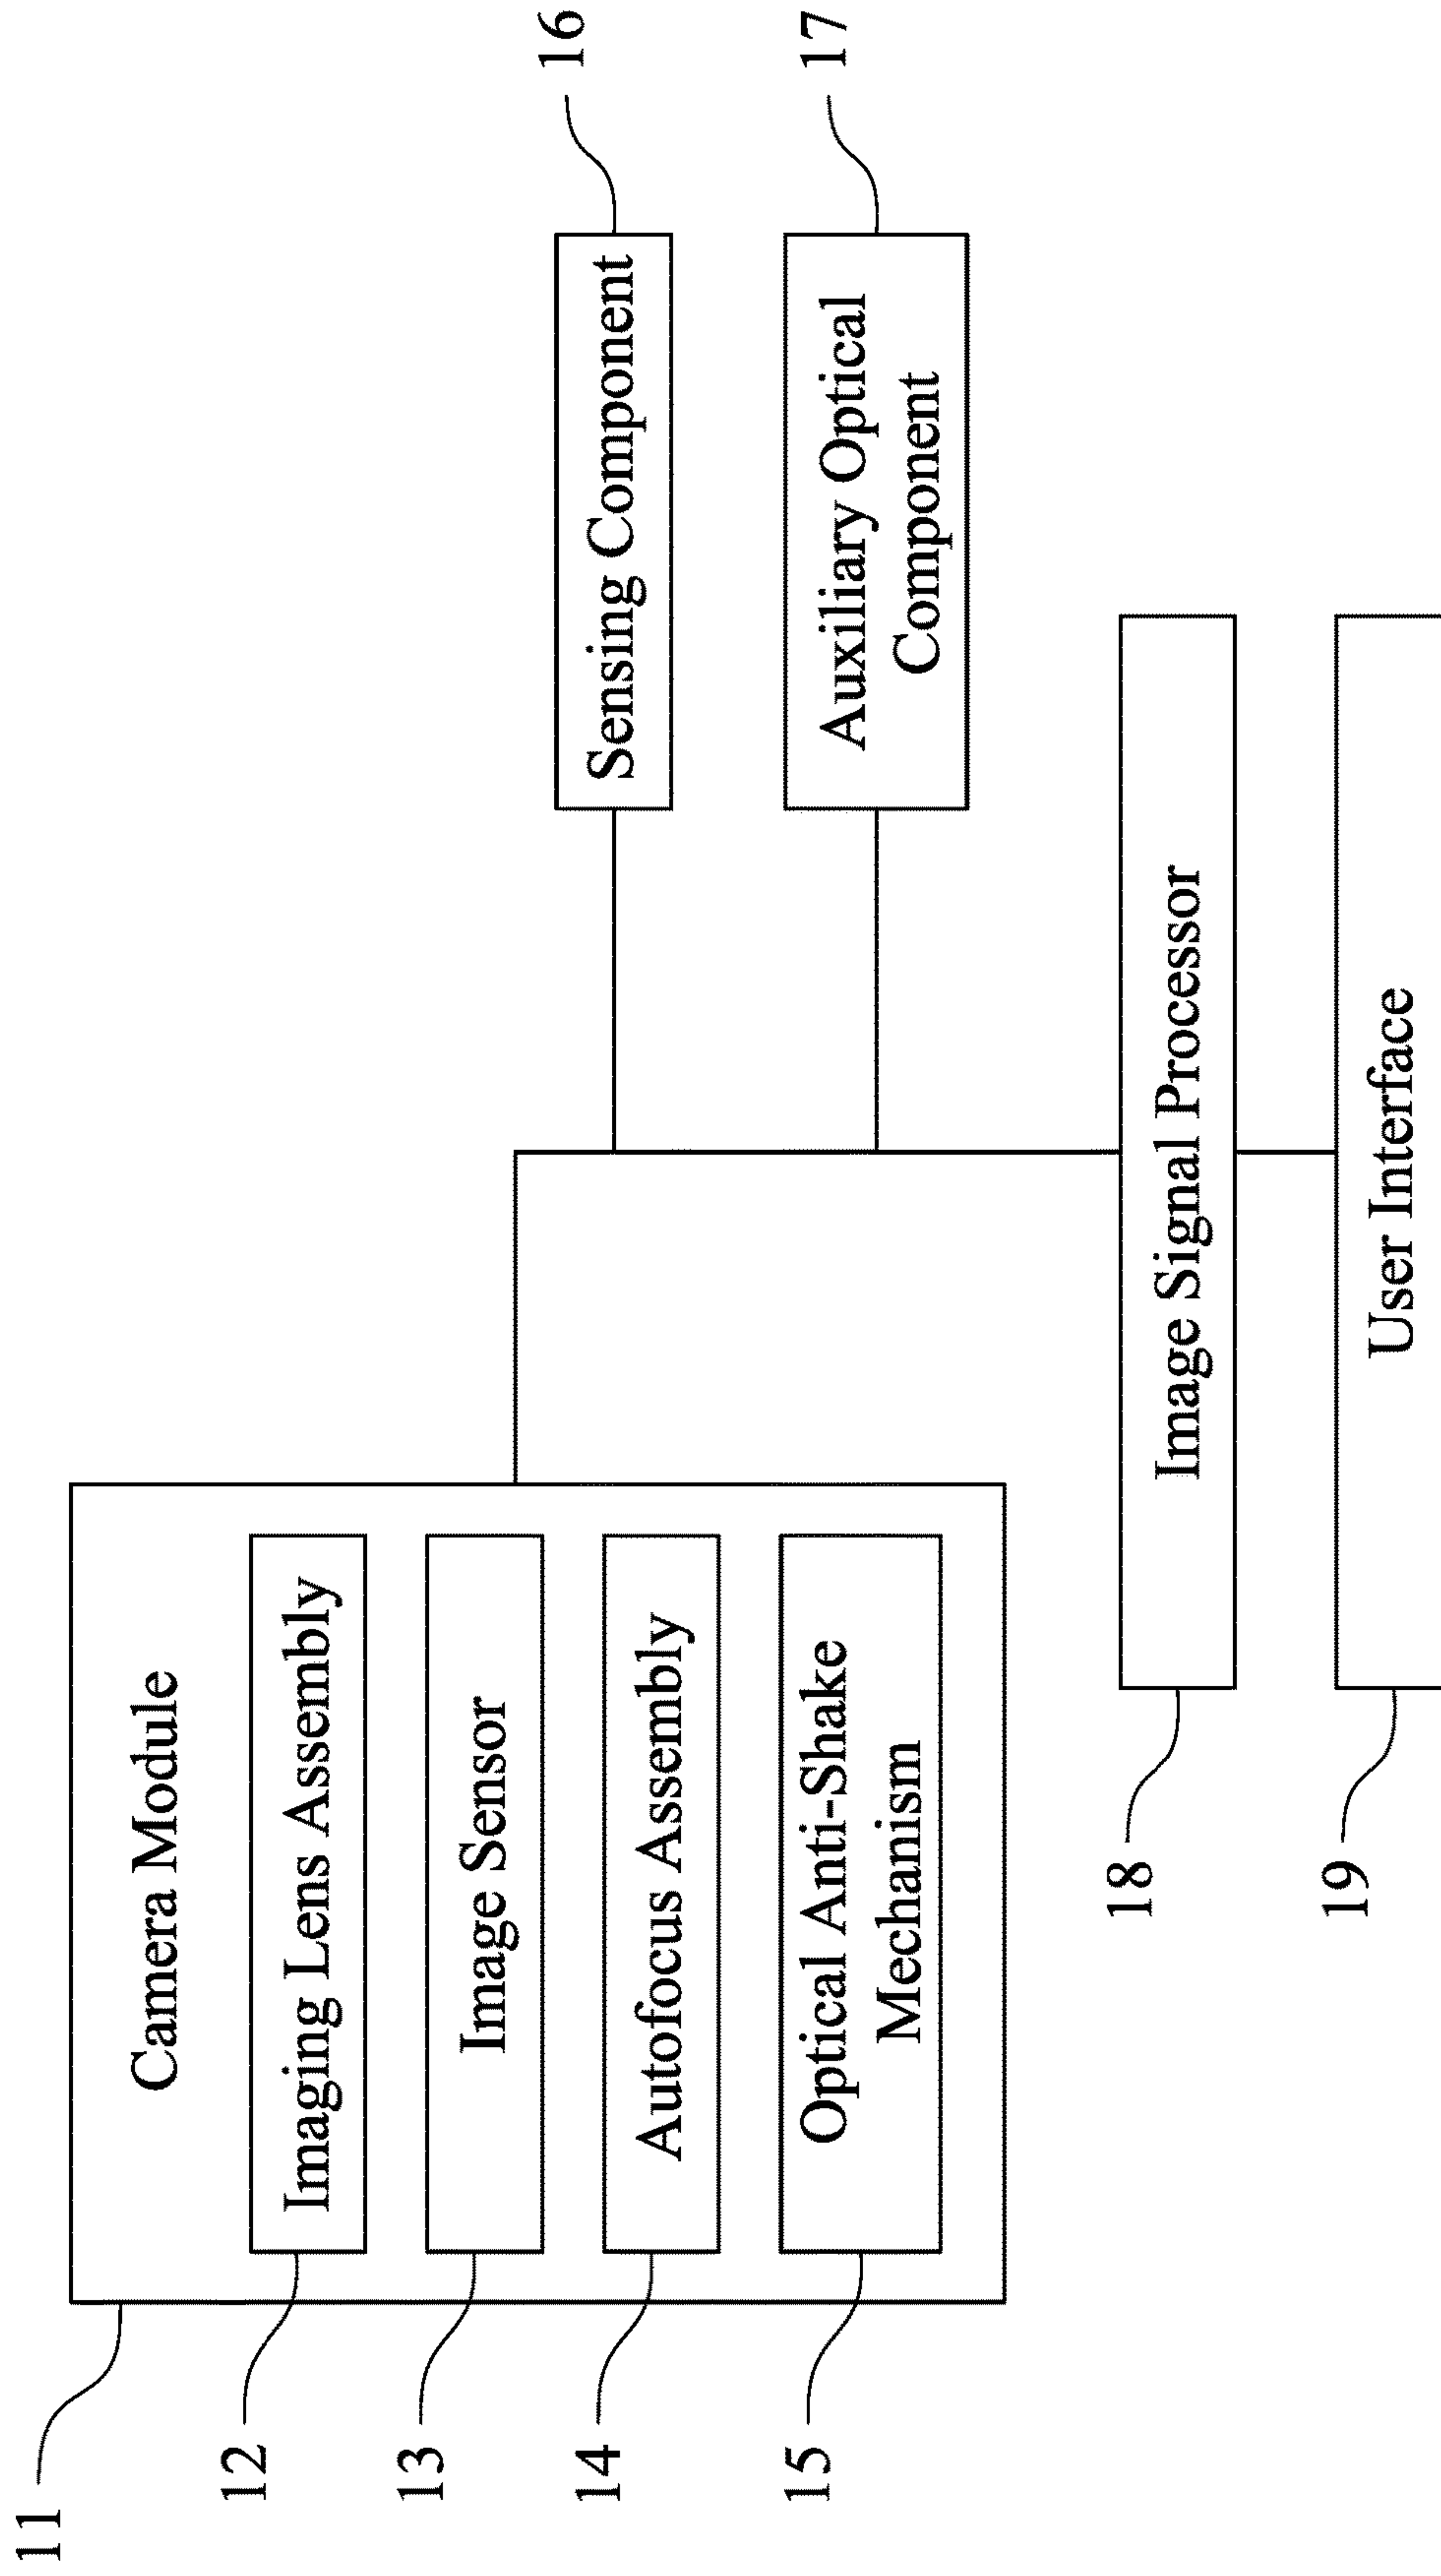 11
Camera Module
12
Imaging Lens Assembly
13
Image Sensor
14
Autofocus Assembly
15
Optical Anti-Shake
Mechanism
Sensing Component
16
Auxiliary Optical
Component
17
18
Image Signal Processor
19
User Interface